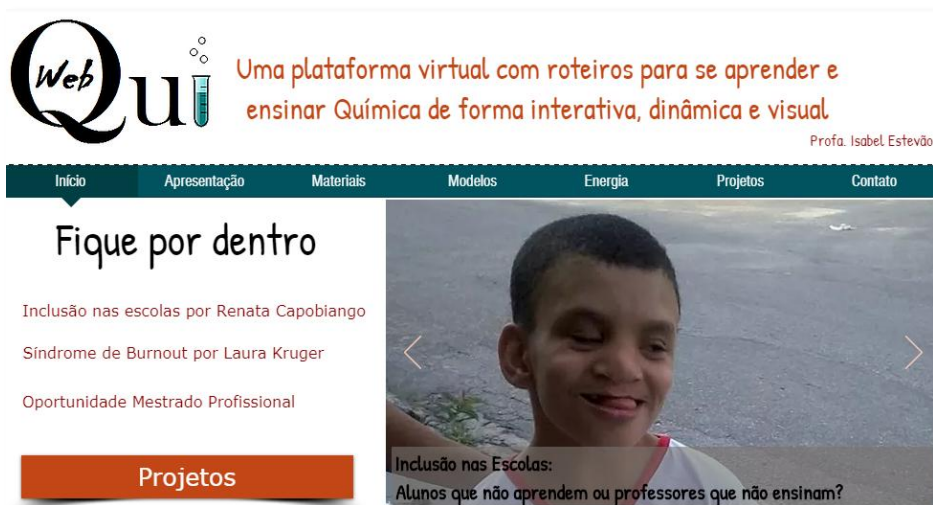 Web Qui
Uma plataforma virtual com roteiros para se aprender e
ensinar Química de forma interativa, dinâmica e visual
Profa. Isabel Estevão
Início Apresentação Materiais Modelos Energia Projetos Contato
Fique por dentro
Inclusão nas escolas por Renata Capobiango
Síndrome de Burnout por Laura Kruger
Oportunidade Mestrado Profissional
Projetos
Inclusão nas Escolas:
Alunos que não aprendem ou professores que não ensinam?